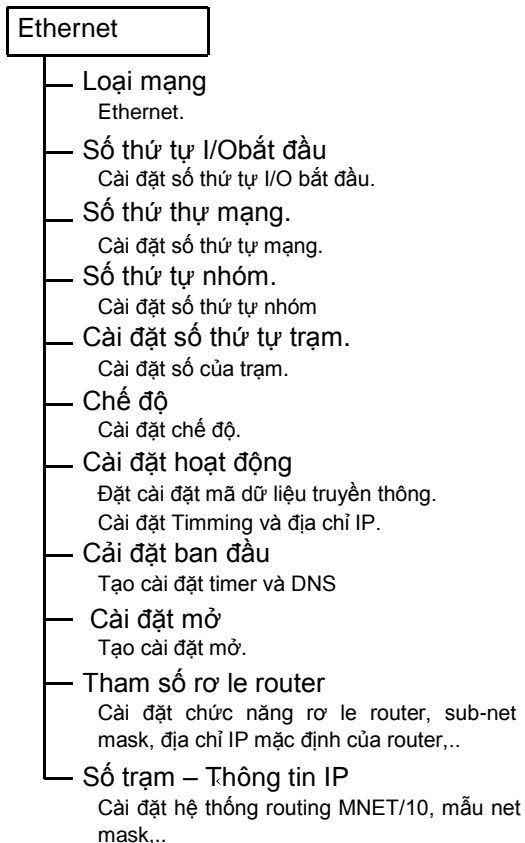 Ethernet
Loại mạng
Ethernet.
Số thứ tự I/Obắt đầu
Cài đặt số thứ tự I/O bắt đầu.
Số thứ thự mạng.
Cài đặt số thứ tự mạng.
Số thứ tự nhóm.
Cài đặt số thứ tự nhóm
Cài đặt số thứ tự trạm.
Cài đặt số của trạm.
Chế độ
Cài đặt chế độ.
Cài đặt hoạt động
Đặt cài đặt mã dữ liệu truyền thông.
Cài đặt Timming và địa chỉ IP.
Cải đặt ban đầu
Tạo cài đặt timer và DNS
Cài đặt mở
Tạo cài đặt mở.
Tham số rơ le router
Cài đặt chức năng rơ le router, sub-net
mask, địa chỉ IP mặc định của router,..
Số trạm – Thông tin IP
Cài đặt hệ thống routing MNET/10, mẫu net
mask,..